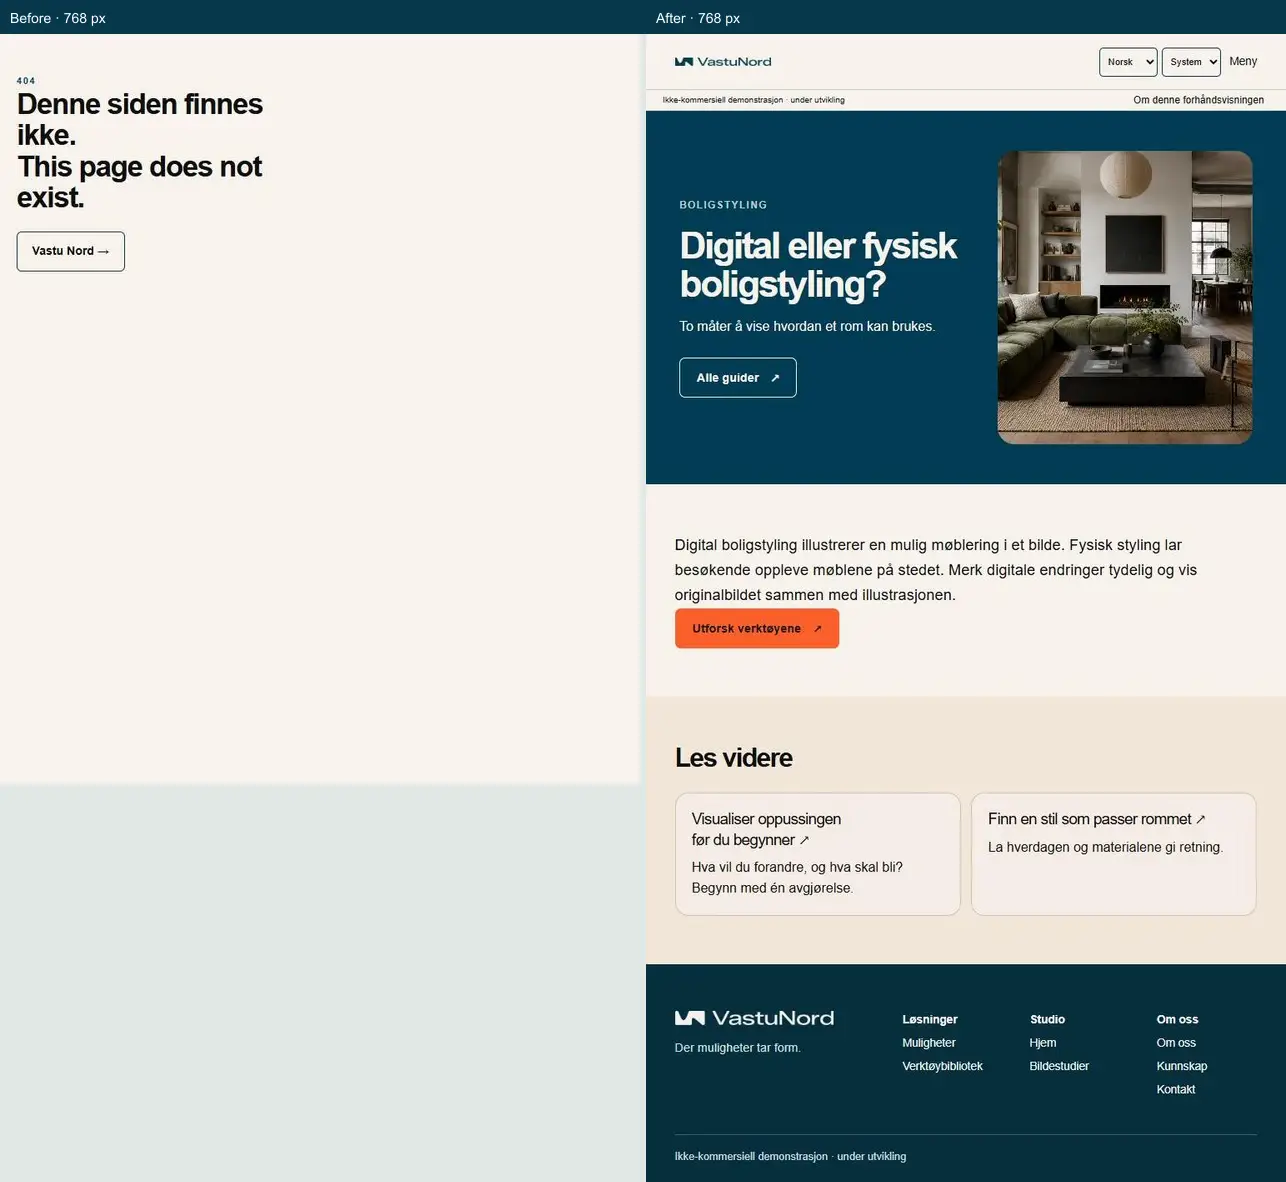 Before · 768 px
404
Denne siden finnes
ikke.
This page does not
exist.
Vastu Nord →
After · 768 px
VastuNord
Norsk
System
Meny
Ikke-kommersiell demonstrasjon · under utvikling
Om denne forhåndsvisningen
BOLIGSTYLING
Digital eller fysisk
boligstyling?
To måter å vise hvordan et rom kan brukes.
Alle guider ↗
Digital boligstyling illustrerer en mulig møblering i et bilde. Fysisk styling lar
besøkende oppleve møblene på stedet. Merk digitale endringer tydelig og vis
originalbildet sammen med illustrasjonen.
Utforsk verktøyene ↗
Les videre
Visualiser oppussingen
før du begynner ↗
Hva vil du forandre, og hva skal bli?
Begynn med én avgjørelse.
Finn en stil som passer rommet ↗
La hverdagen og materialene gi retning.
VastuNord
Der muligheter tar form.
Løsninger
Muligheter
Verktøybibliotek
Studio
Hjem
Bildestudier
Om oss
Om oss
Kunnskap
Kontakt
Ikke-kommersiell demonstrasjon · under utvikling